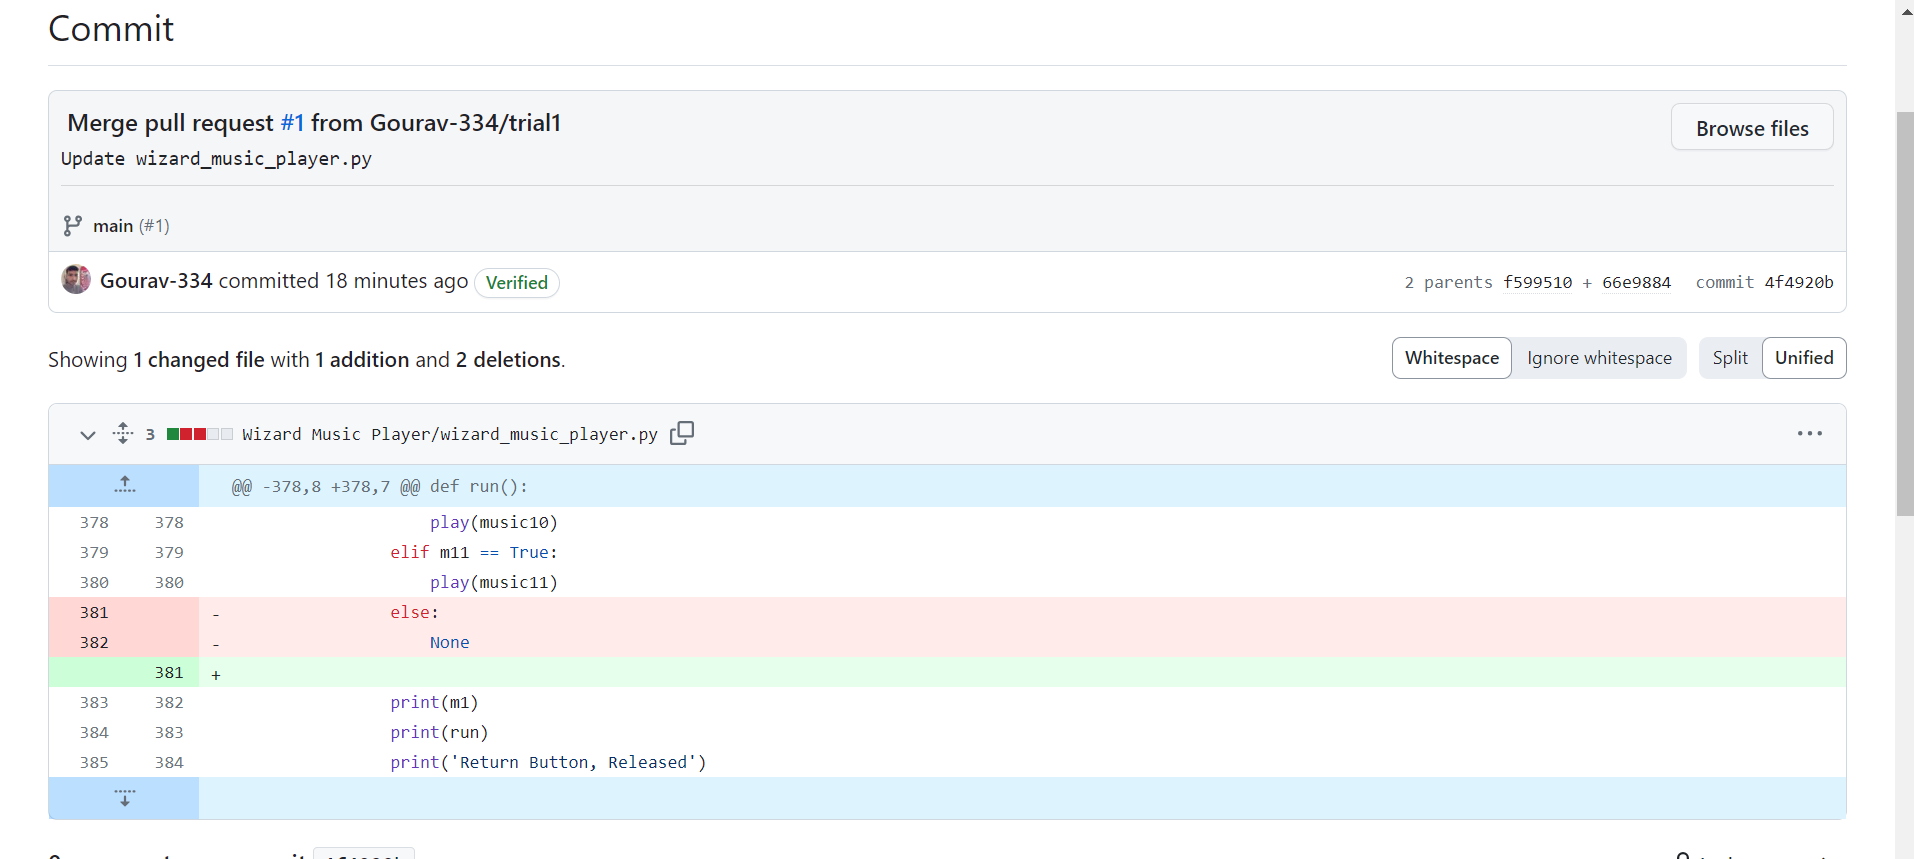 Commit
Merge pull request #1 from Gourav-334/trial1
Browse files
Update wizard_music_player.py
main (#1)
Gourav-334 committed 18 minutes ago Verified
2 parents f599510 + 66e9884 commit 4f4920b
Showing 1 changed file with 1 addition and 2 deletions.
Whitespace Ignore whitespace Split Unified
3 Wizard Music Player/wizard_music_player.py
@@ -378,8 +378,7 @@ def run():
378 378 play(music10)
379 379 elif m11 == True:
380 380 play(music11)
381 - else:
382 - None
381 +
383 382 print(m1)
384 383 print(run)
385 384 print('Return Button, Released')